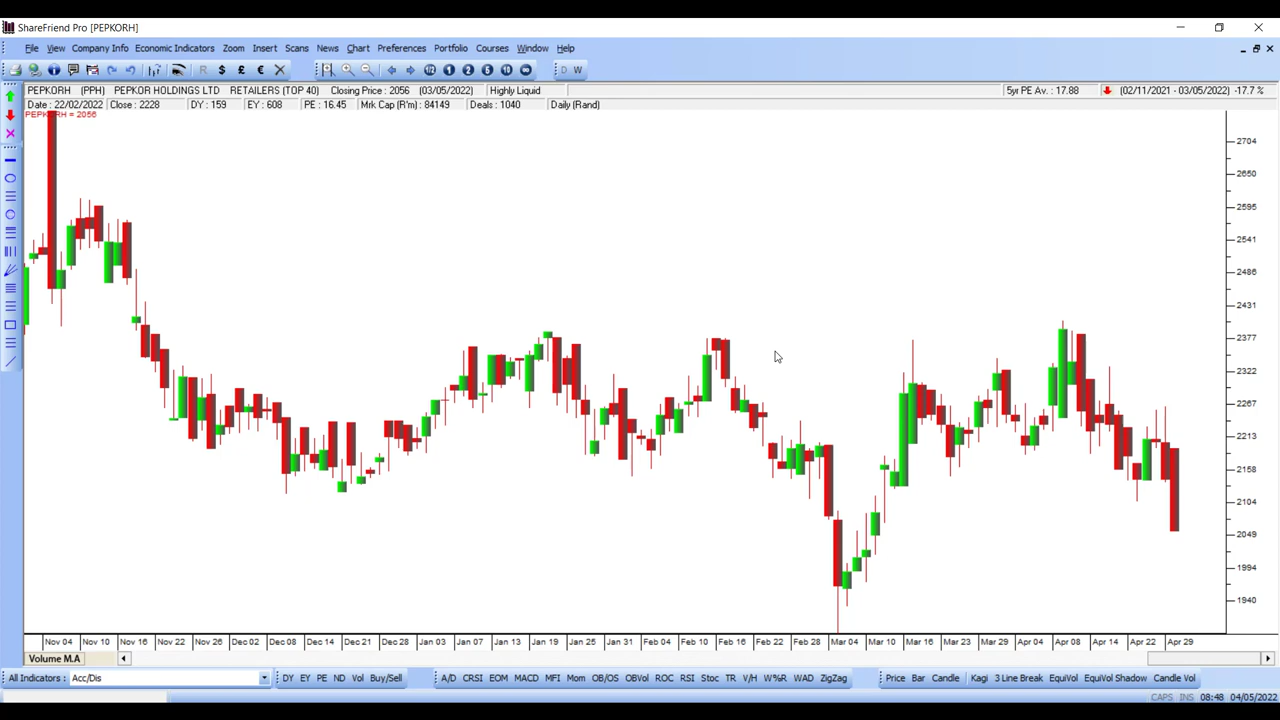 ShareFriend Pro [PEPKORH]
File View Company Info Economic Indicators Zoom Insert Scans News Chart Preferences Portfolio Courses Window Help
R $ £ € 1/2 1 2 5 10 D W
PEPKORH (PPH) PEPKOR HOLDINGS LTD RETAILERS (TOP 40) Closing Price : 2056 (03/05/2022) Highly Liquid 5yr PE Av. : 17.88 (02/11/2021 - 03/05/2022) -17.7 %
Date : 22/02/2022 Close : 2228 DY : 159 EY : 608 PE : 16.45 Mrk Cap (R'm) : 84149 Deals : 1040 Daily (Rand)
PEPKORH = 2056
2704
2650
2595
2541
2486
2431
2377
2322
2267
2213
2158
2104
2049
1994
1940
Nov 04 Nov 10 Nov 16 Nov 22 Nov 26 Dec 02 Dec 08 Dec 14 Dec 21 Dec 28 Jan 03 Jan 07 Jan 13 Jan 19 Jan 25 Jan 31 Feb 04 Feb 10 Feb 16 Feb 22 Feb 28 Mar 04 Mar 10 Mar 16 Mar 23 Mar 29 Apr 04 Apr 08 Apr 14 Apr 22 Apr 29
Volume M.A
All Indicators : Acc/Dis DY EY PE ND Vol Buy/Sell A/D CRSI EOM MACD MFI Mom OB/OS OBVol ROC RSI Stoc TR V/H W%R WAD ZigZag Price Bar Candle Kagi 3 Line Break EquiVol EquiVol Shadow Candle Vol
CAPS INS 08:48 04/05/2022